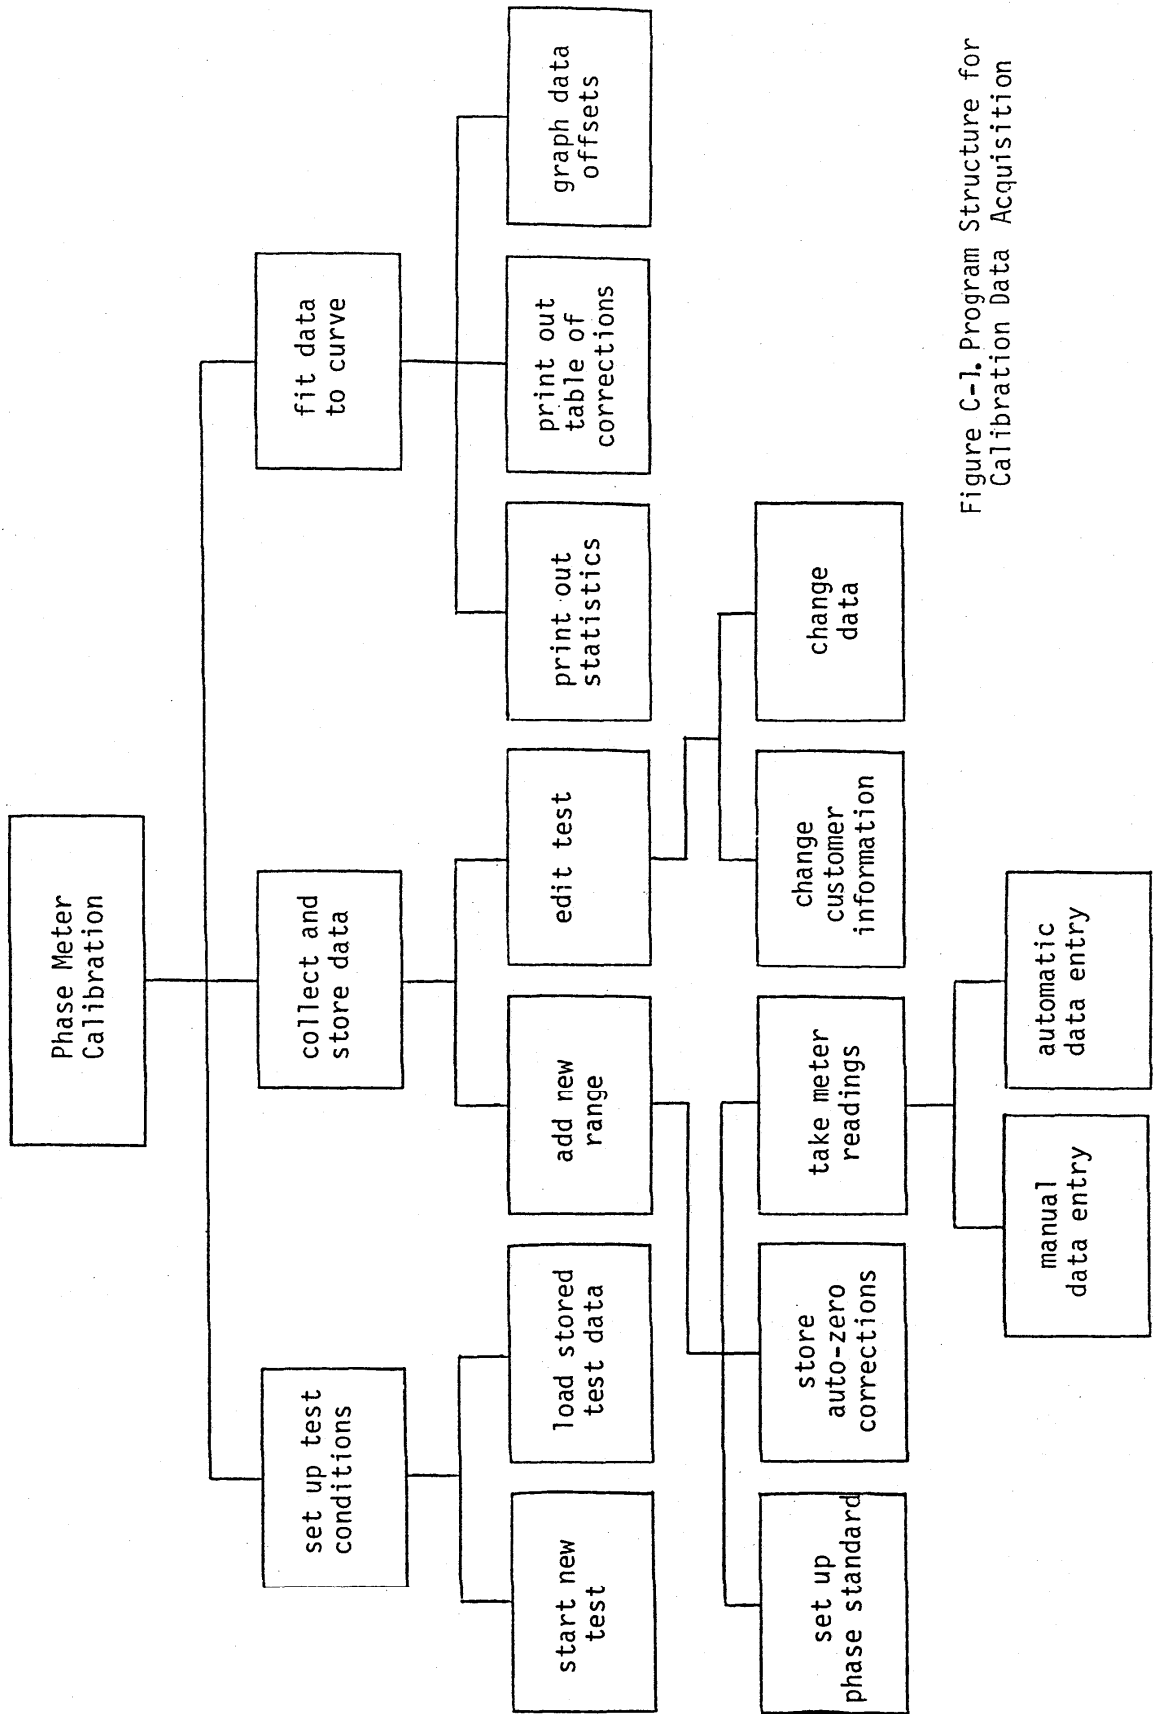 Phase Meter
Calibration
set up test
conditions
collect and
store data
fit data
to curve
start new
test
load stored
test data
add new
range
edit test
print out
statistics
print out
table of
corrections
graph data
offsets
set up
phase standard
store
auto-zero
corrections
take meter
readings
change
customer
information
change
data
manual
data entry
automatic
data entry
Figure C-1. Program Structure for
Calibration Data Acquisition